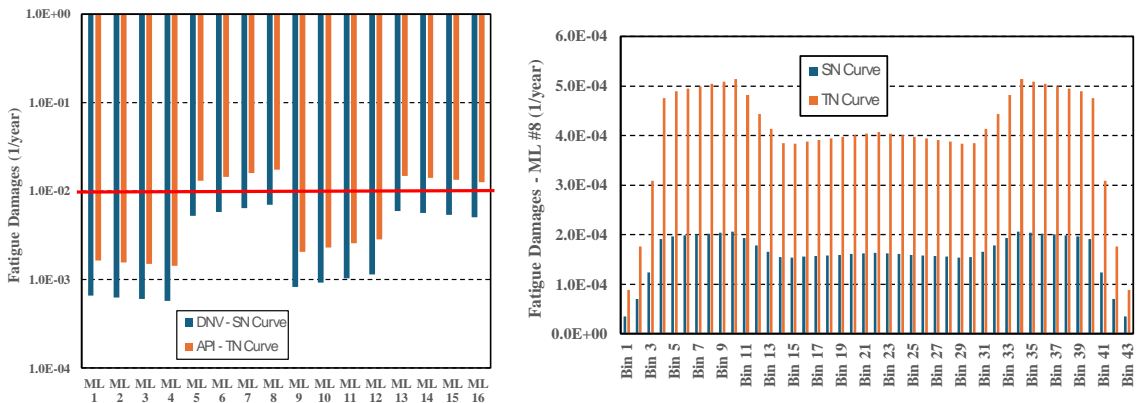 Fatigue Damages (1/year)
1.0E+00
1.0E-01
1.0E-02
1.0E-03
1.0E-04
DNV - SN Curve
API - TN Curve
ML 1
ML 2
ML 3
ML 4
ML 5
ML 6
ML 7
ML 8
ML 9
ML 10
ML 11
ML 12
ML 13
ML 14
ML 15
ML 16
Fatigue Damages - ML #8 (1/year)
6.0E-04
5.0E-04
4.0E-04
3.0E-04
2.0E-04
1.0E-04
0.0E+00
SN Curve
TN Curve
Bin 1
Bin 3
Bin 5
Bin 7
Bin 9
Bin 11
Bin 13
Bin 15
Bin 17
Bin 19
Bin 21
Bin 23
Bin 25
Bin 27
Bin 29
Bin 31
Bin 33
Bin 35
Bin 37
Bin 39
Bin 41
Bin 43